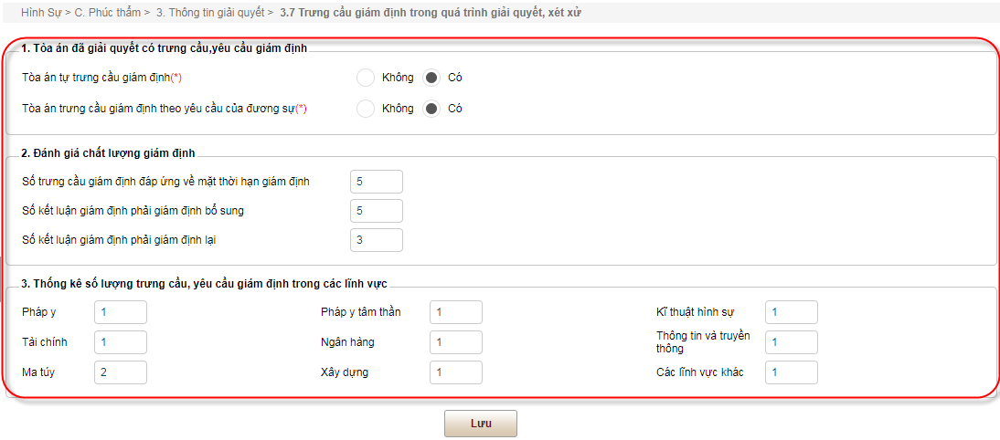 Hình Sự > C. Phúc thẩm > 3. Thông tin giải quyết > 3.7 Trưng cầu giám định trong quá trình giải quyết, xét xử
1. Tòa án đã giải quyết có trưng cầu,yêu cầu giám định
Tòa án tự trưng cầu giám định(*) Không Có
Tòa án trưng cầu giám định theo yêu cầu của đương sự(*) Không Có
2. Đánh giá chất lượng giám định
Số trưng cầu giám định đáp ứng về mặt thời hạn giám định 5
Số kết luận giám định phải giám định bổ sung 5
Số kết luận giám định phải giám định lại 3
3. Thống kê số lượng trưng cầu, yêu cầu giám định trong các lĩnh vực
Pháp y 1 Pháp y tâm thần 1 Kĩ thuật hình sự 1
Tài chính 1 Ngân hàng 1 Thông tin và truyền
thông 1
Ma túy 2 Xây dựng 1 Các lĩnh vực khác 1
Lưu